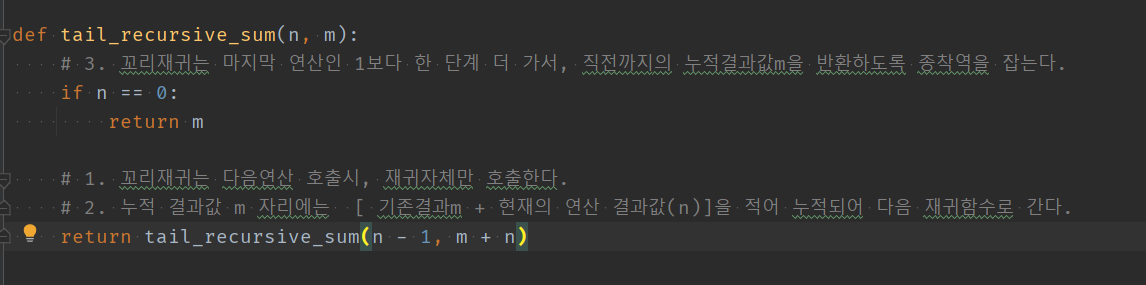 def tail_recursive_sum(n, m):
# 3. 꼬리재귀는 마지막 연산인 1보다 한 단계 더 가서, 직전까지의 누적결과값m을 반환하도록 종착역을 잡는다.
if n == 0:
return m
# 1. 꼬리재귀는 다음연산 호출시, 재귀자체만 호출한다.
# 2. 누적 결과값 m 자리에는 [ 기존결과m + 현재의 연산 결과값(n)]을 적어 누적되어 다음 재귀함수로 간다.
return tail_recursive_sum(n - 1, m + n)